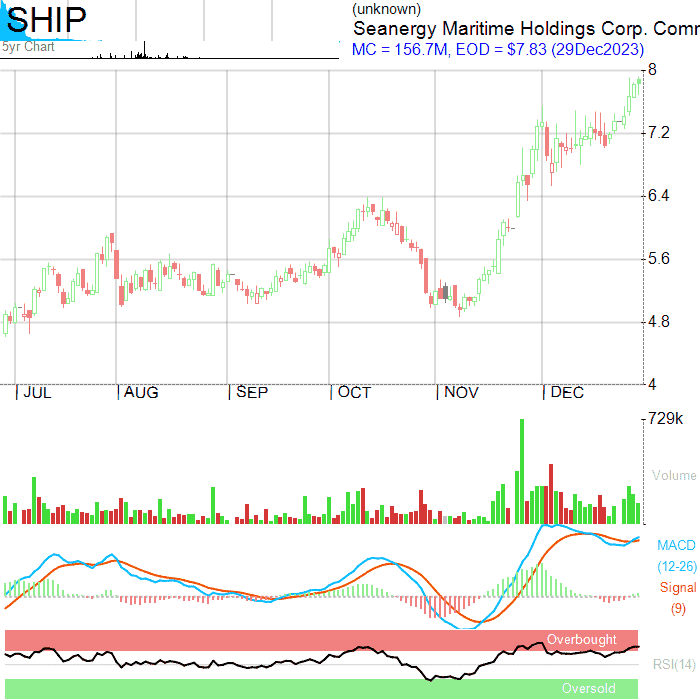 SHIP
5yr Chart
(unknown)
Seanergy Maritime Holdings Corp. Comm
MC = 156.7M, EOD = $7.83 (29Dec2023)
8
7.2
6.4
5.6
4.8
4
JUL AUG SEP OCT NOV DEC
729k
Volume
MACD
(12-26)
Signal
(9)
Overbought
RSI(14)
Oversold